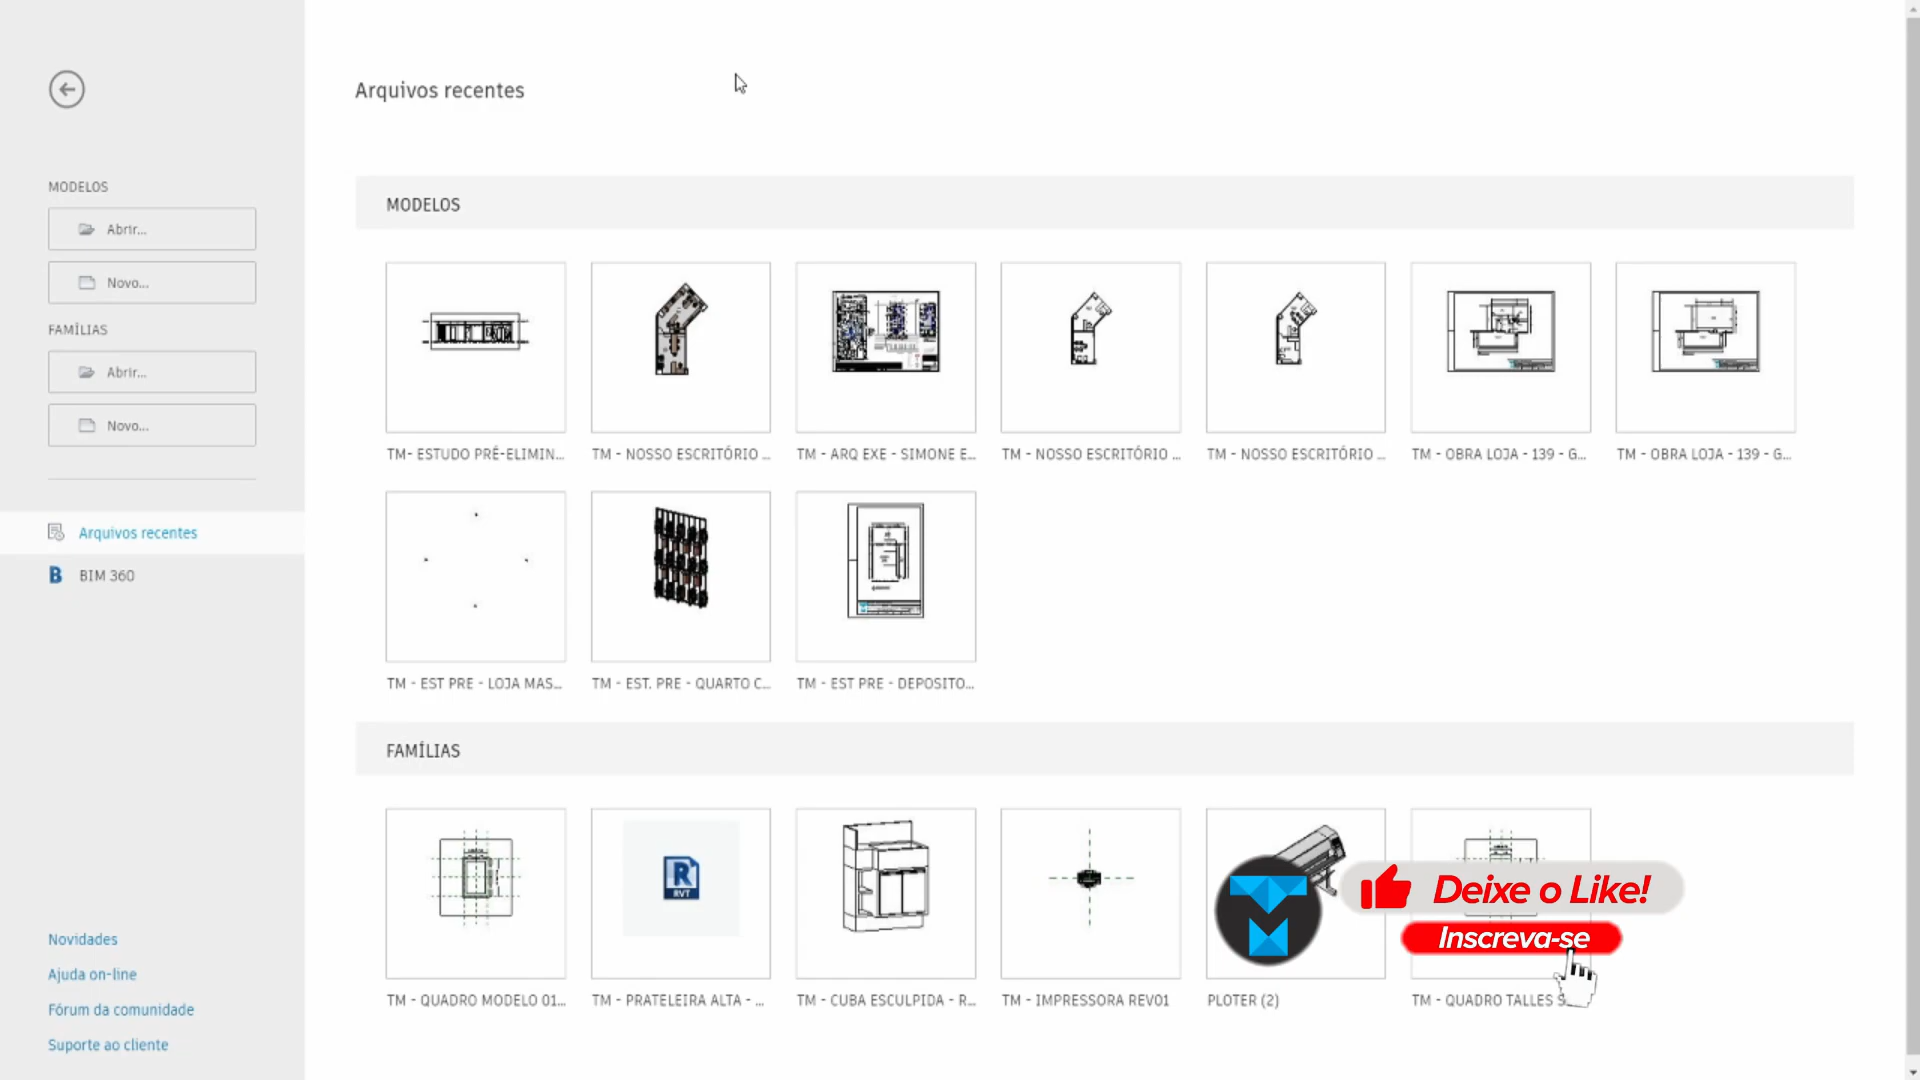 Arquivos recentes
MODELOS
Abrir...
Novo...
FAMÍLIAS
Abrir...
Novo...
Arquivos recentes
BIM 360
Novidades
Ajuda on-line
Fórum da comunidade
Suporte ao cliente
MODELOS
TM- ESTUDO PRÉ-ELIMIN...
TM - NOSSO ESCRITÓRIO ...
TM - ARQ EXE - SIMONE E...
TM - NOSSO ESCRITÓRIO ...
TM - NOSSO ESCRITÓRIO ...
TM - OBRA LOJA - 139 - G...
TM - OBRA LOJA - 139 - G...
TM - EST PRE - LOJA MAS...
TM - EST. PRE - QUARTO C...
TM - EST PRE - DEPOSITO...
FAMÍLIAS
R
RVT
TM - QUADRO MODELO 01...
TM - PRATELEIRA ALTA - ...
TM - CUBA ESCULPIDA - R...
TM - IMPRESSORA REV01
PLOTER (2)
TM - QUADRO TALLES
Deixe o Like!
Inscreva-se